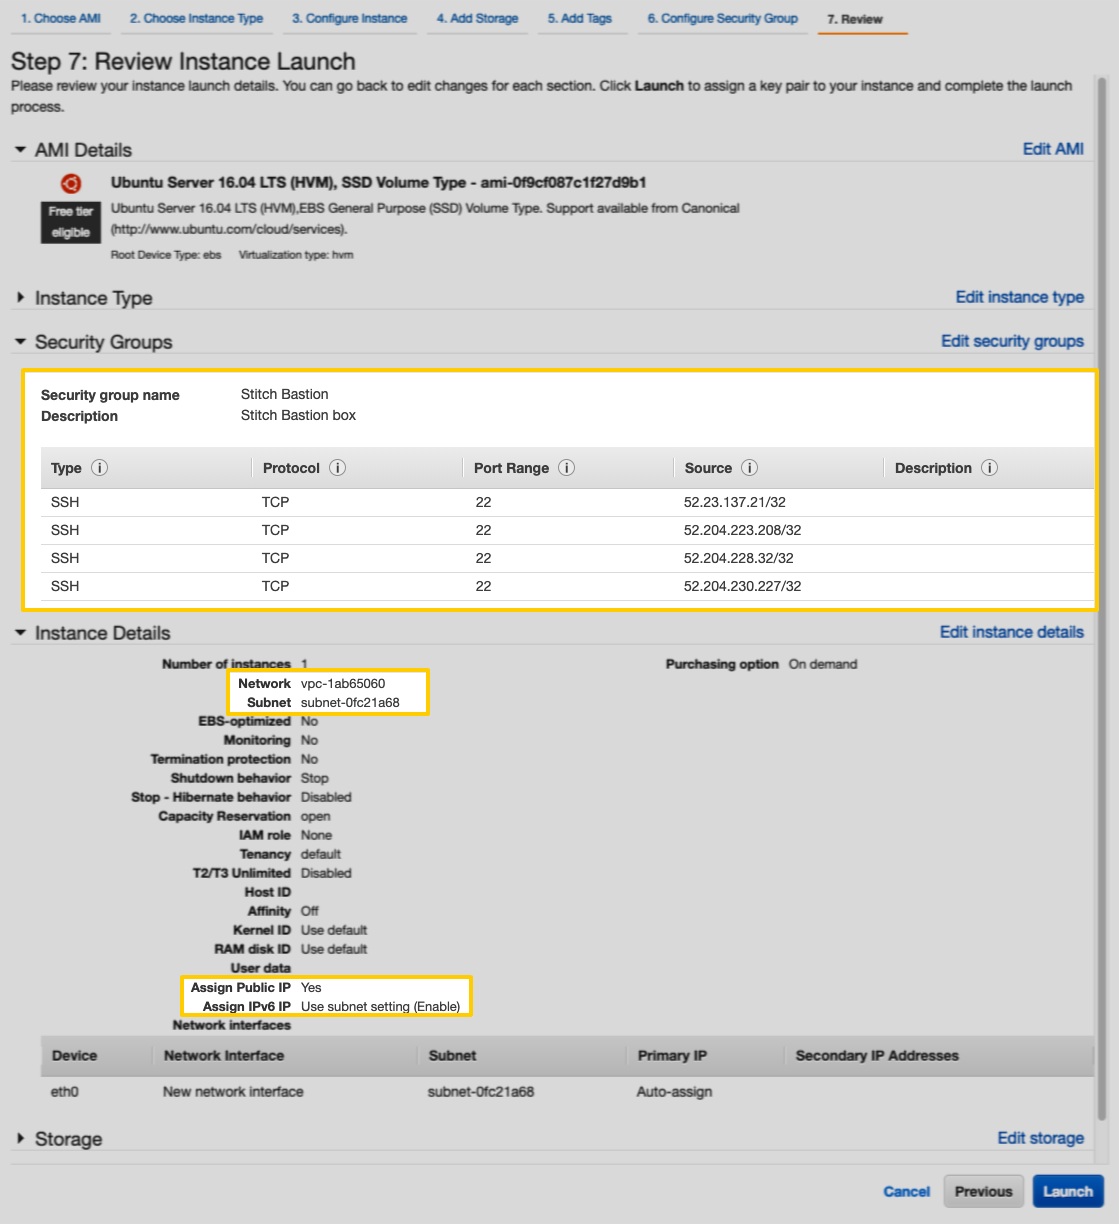 1. Choose AMI 2. Choose Instance Type 3. Configure Instance 4. Add Storage 5. Add Tags 6. Configure Security Group 7. Review
Step 7: Review Instance Launch
Please review your instance launch details. You can go back to edit changes for each section. Click Launch to assign a key pair to your instance and complete the launch
process.
AMI Details Edit AMI
Ubuntu Server 16.04 LTS (HVM), SSD Volume Type - ami-0f9cf087c1f27d9b1
Free tier
eligible
Ubuntu Server 16.04 LTS (HVM),EBS General Purpose (SSD) Volume Type. Support available from Canonical
(http://www.ubuntu.com/cloud/services).
Root Device Type: ebs Virtualization type: hvm
Instance Type Edit instance type
Security Groups Edit security groups
Security group name Stitch Bastion
Description Stitch Bastion box
Type i Protocol i Port Range i Source i Description i
SSH TCP 22 52.23.137.21/32
SSH TCP 22 52.204.223.208/32
SSH TCP 22 52.204.228.32/32
SSH TCP 22 52.204.230.227/32
Instance Details Edit instance details
Number of instances 1 Purchasing option On demand
Network vpc-1ab65060
Subnet subnet-0fc21a68
EBS-optimized No
Monitoring No
Termination protection No
Shutdown behavior Stop
Stop - Hibernate behavior Disabled
Capacity Reservation open
IAM role None
Tenancy default
T2/T3 Unlimited Disabled
Host ID
Affinity Off
Kernel ID Use default
RAM disk ID Use default
User data
Assign Public IP Yes
Assign IPv6 IP Use subnet setting (Enable)
Network interfaces
Device Network Interface Subnet Primary IP Secondary IP Addresses
eth0 New network interface subnet-0fc21a68 Auto-assign
Storage Edit storage
Cancel Previous Launch